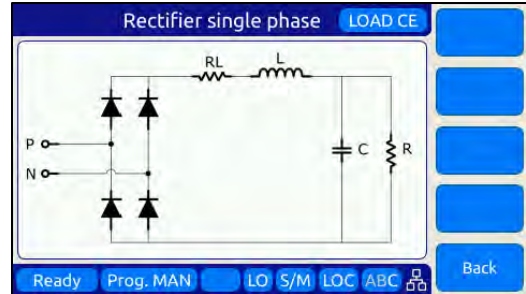 Rectifier single phase LOAD CE
RL L
P
C R
N
Back
Ready Prog. MAN LO S/M LOC ABC